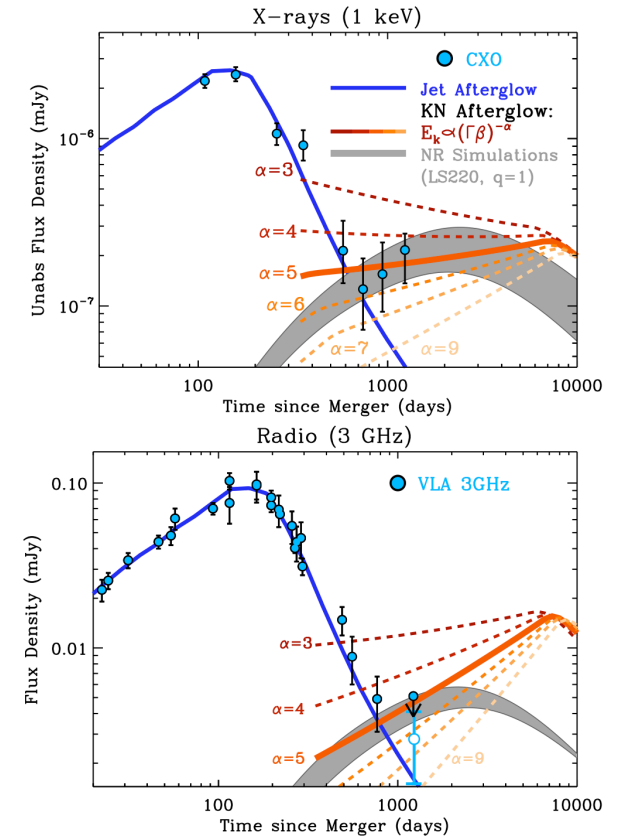 X-rays (1 keV)
CXO
Jet Afterglow
KN Afterglow:
E_k∝(Γβ)^-α
NR Simulations
(LS220, q=1)
α=3
α=4
α=5
α=6
α=7
α=9
10^-6
10^-7
Unabs Flux Density (mJy)
100
1000
10000
Time since Merger (days)
Radio (3 GHz)
VLA 3GHz
0.10
0.01
Flux Density (mJy)
α=3
α=4
α=5
α=9
100
1000
10000
Time since Merger (days)